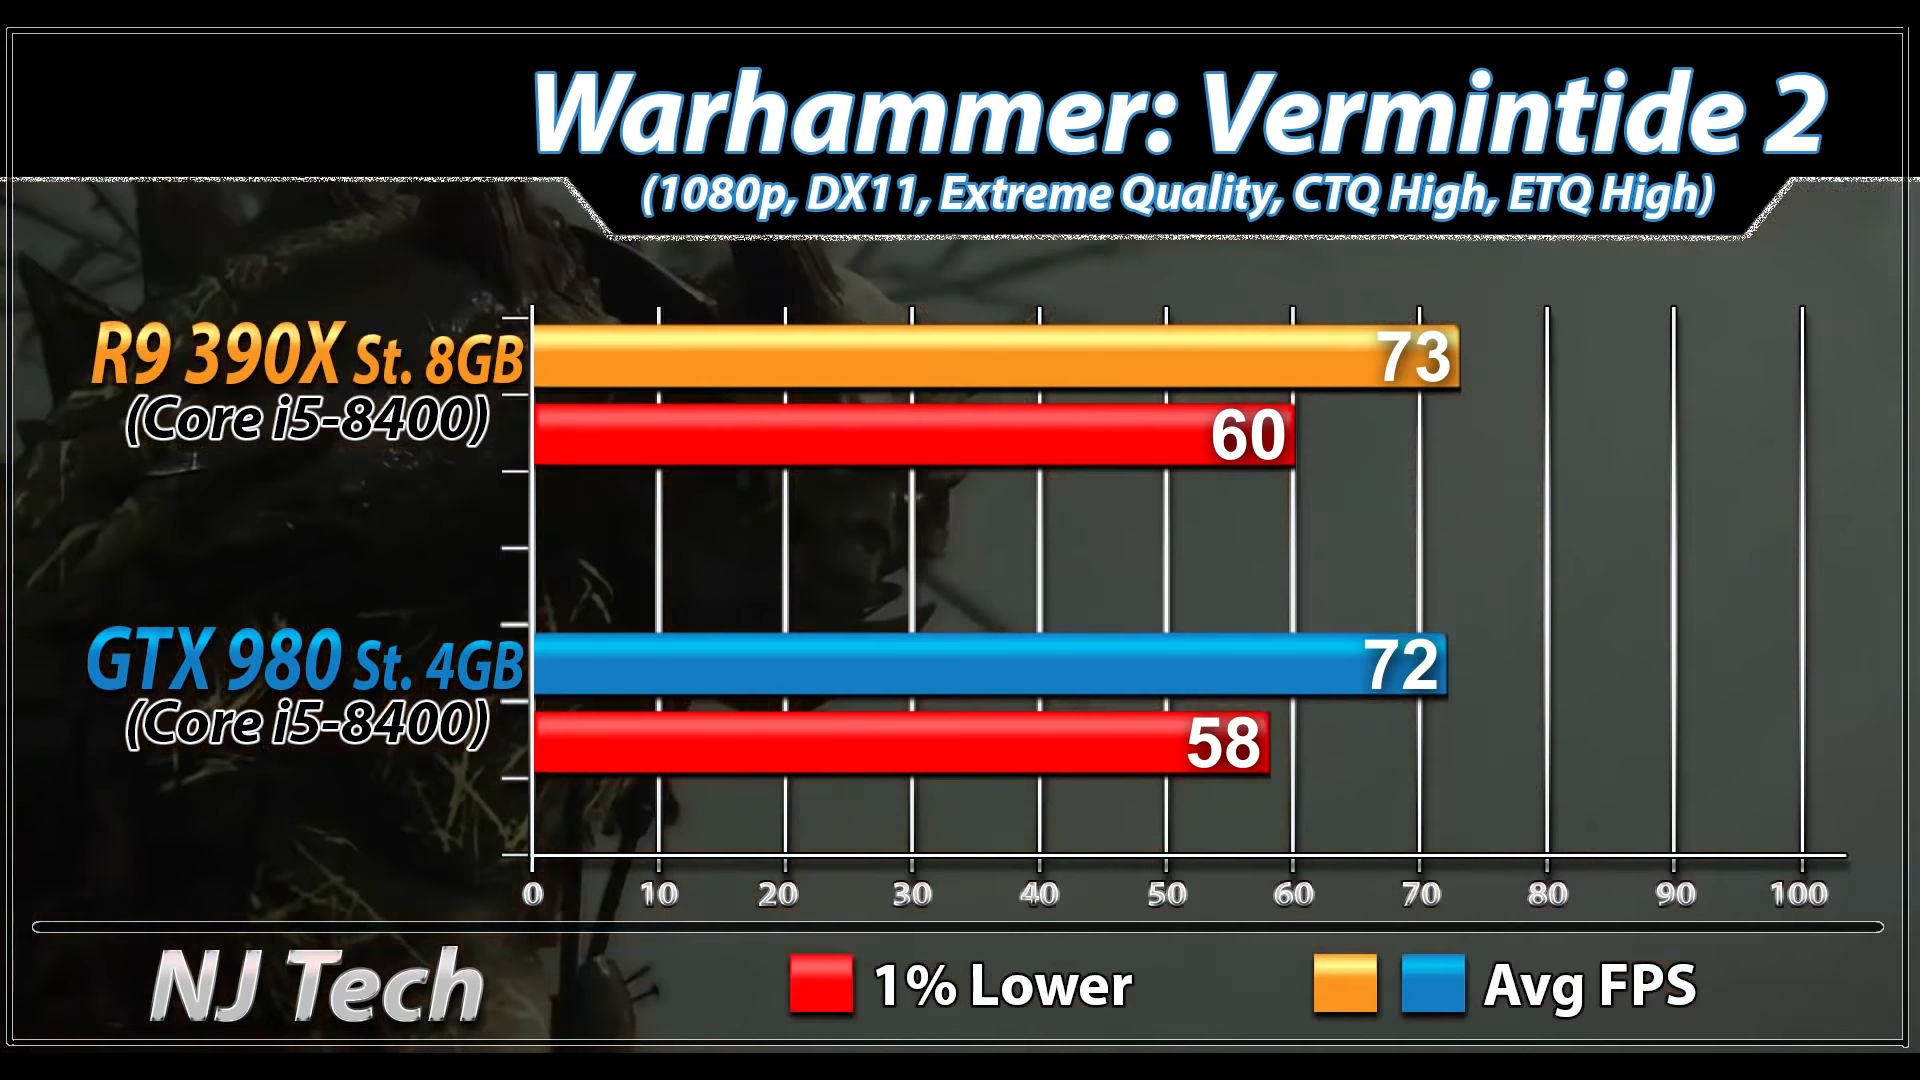 Warhammer: Vermintide 2
(1080p, DX11, Extreme Quality, CTQ High, ETQ High)
R9 390X St. 8GB
(Core i5-8400)
73
60
GTX 980 St. 4GB
(Core i5-8400)
72
58
0 10 20 30 40 50 60 70 80 90 100
NJ Tech
1% Lower
Avg FPS